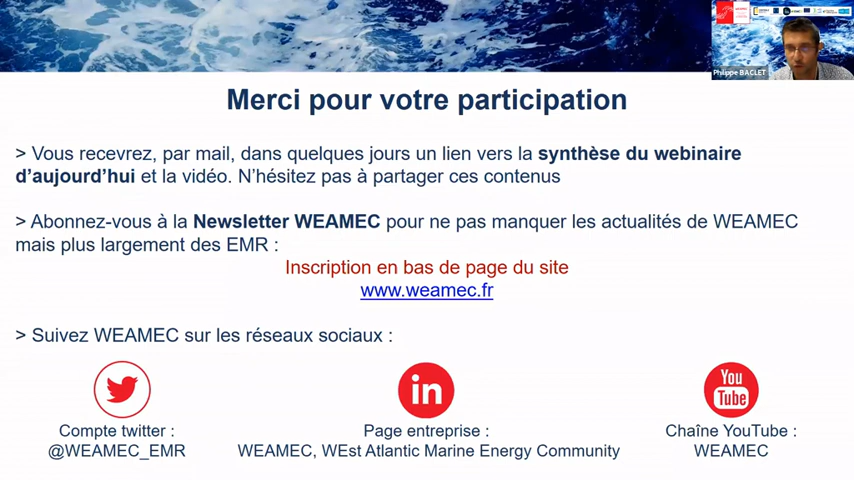 Philippe BACLET
Merci pour votre participation
> Vous recevrez, par mail, dans quelques jours un lien vers la synthèse du webinaire
d’aujourd’hui et la vidéo. N’hésitez pas à partager ces contenus
> Abonnez-vous à la Newsletter WEAMEC pour ne pas manquer les actualités de WEAMEC
mais plus largement des EMR :
Inscription en bas de page du site
www.weamec.fr
> Suivez WEAMEC sur les réseaux sociaux :
in
You
Tube
Compte twitter :
@WEAMEC_EMR
Page entreprise :
WEAMEC, WEst Atlantic Marine Energy Community
Chaîne YouTube :
WEAMEC